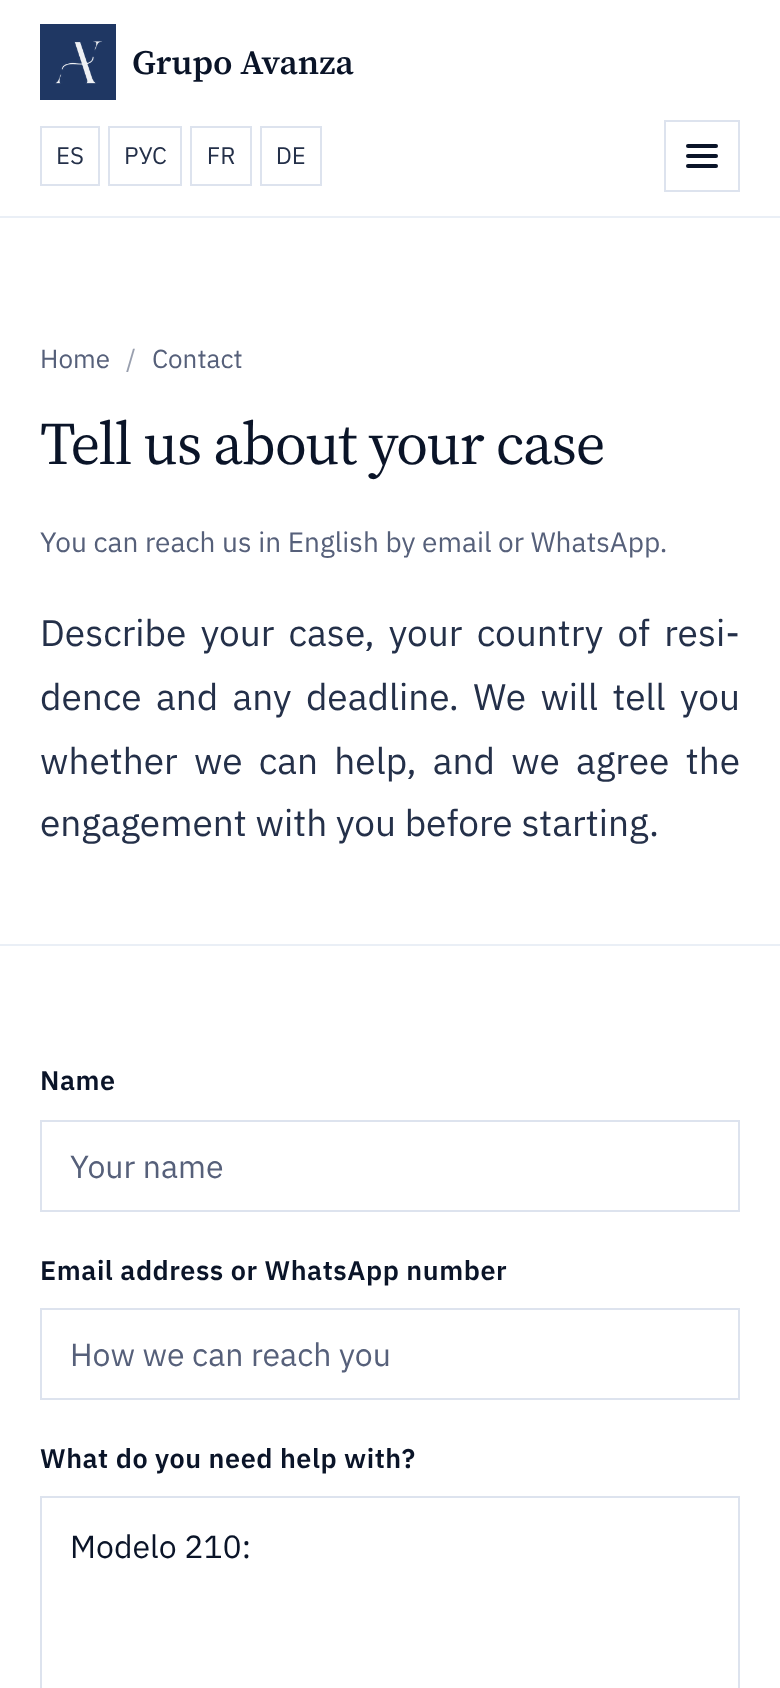 Grupo Avanza
ES РУС FR DE
Home / Contact
Tell us about your case
You can reach us in English by email or WhatsApp.
Describe your case, your country of resi-
dence and any deadline. We will tell you
whether we can help, and we agree the
engagement with you before starting.
Name
Your name
Email address or WhatsApp number
How we can reach you
What do you need help with?
Modelo 210: